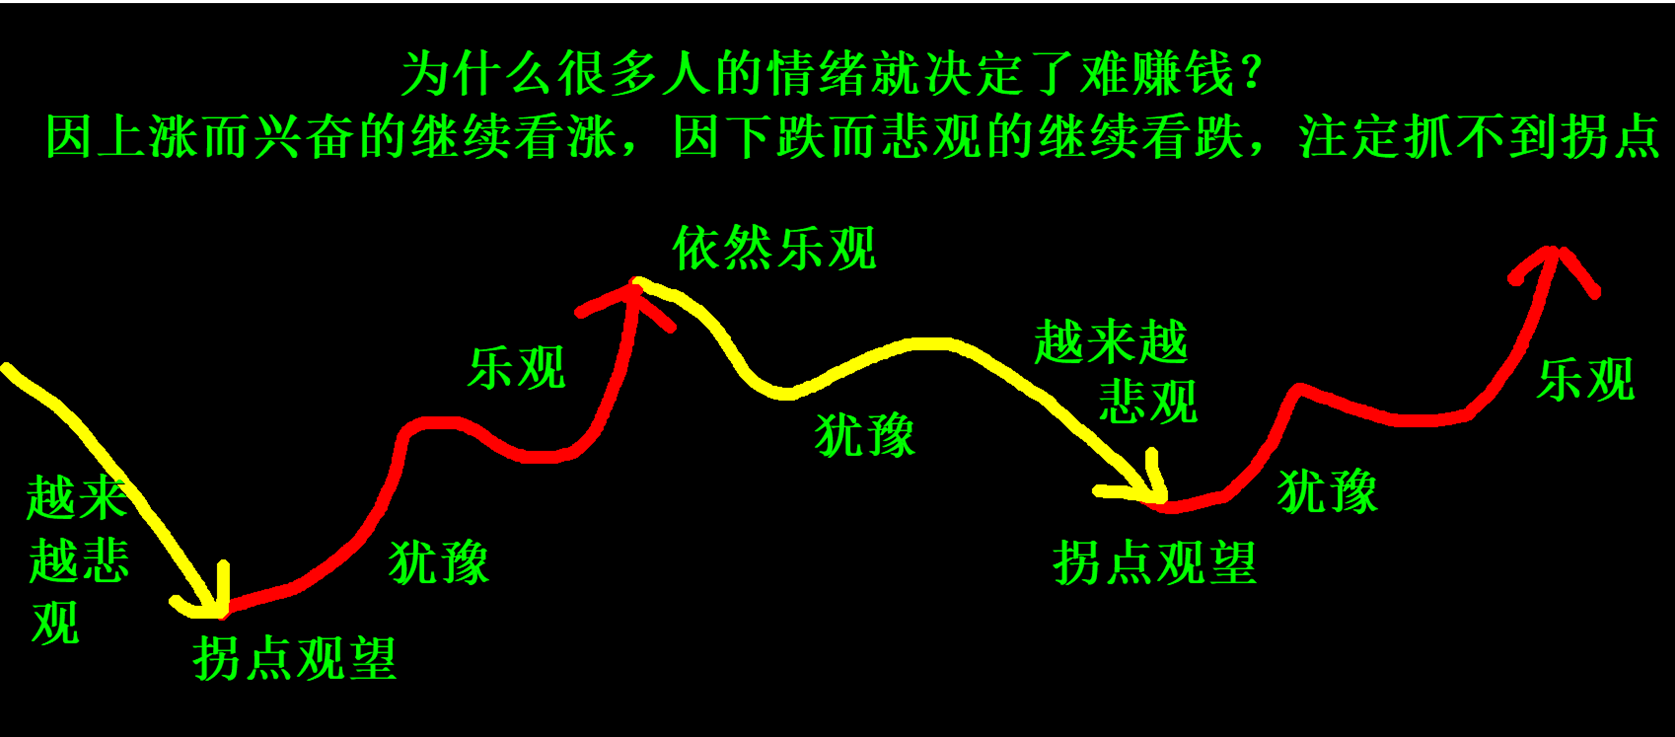 为什么很多人的情绪就决定了难赚钱？
因上涨而兴奋的继续看涨，因下跌而悲观的继续看跌，注定抓不到拐点
依然乐观
越来越
悲观
乐观
乐观
犹豫
犹豫
越来
越悲
观
犹豫
拐点观望
拐点观望